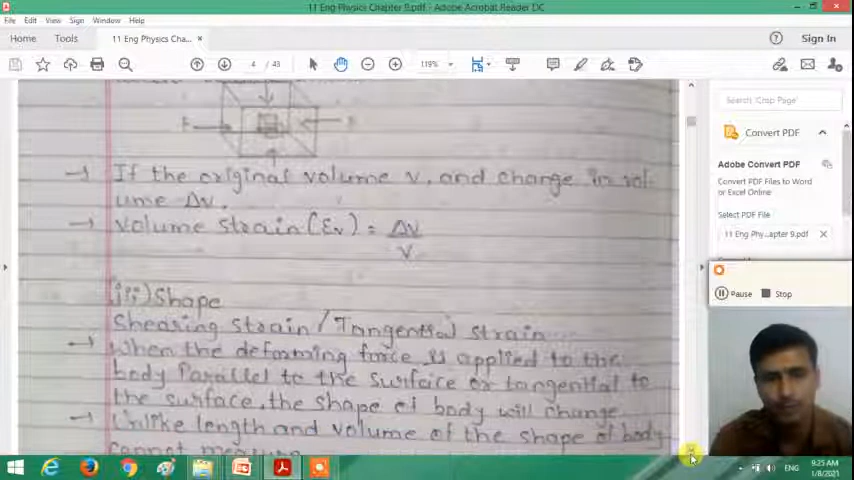 11 Eng Physics Chapter 9.pdf - Adobe Acrobat Reader DC
File Edit View Sign Window Help
Home Tools 11 Eng Physics Cha... × Sign In
4 / 43 119%
F F
→ If the original volume v, and change in vol-
ume Δv.
→ volume strain (Ɛv) = Δv
v
iii) Shape
Shearing strain / Tangential strain
→ When the deforming force is applied to the
body Parallel to the surface or tangential to
the surface, the shape of body will change
→ Unlike length and volume of the shape of body
cannot measure
Search 'Crop Page'
Convert PDF
Adobe Convert PDF
Convert PDF Files to Word
or Excel Online
Select PDF File
11 Eng Phy...apter 9.pdf ×
Pause Stop
ENG
9:25 AM
1/8/2021